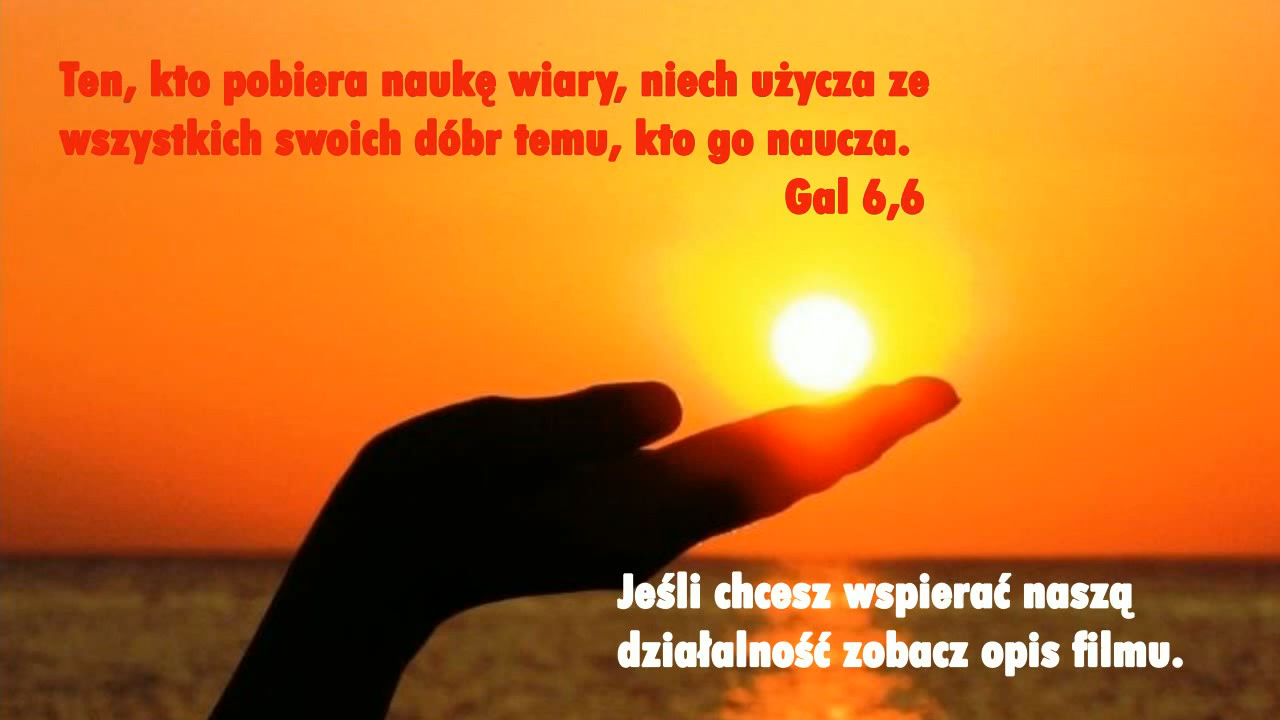 Ten, kto pobiera naukę wiary, niech użycza ze
wszystkich swoich dóbr temu, kto go naucza.
Gal 6,6
Jeśli chcesz wspierać naszą
działalność zobacz opis filmu.